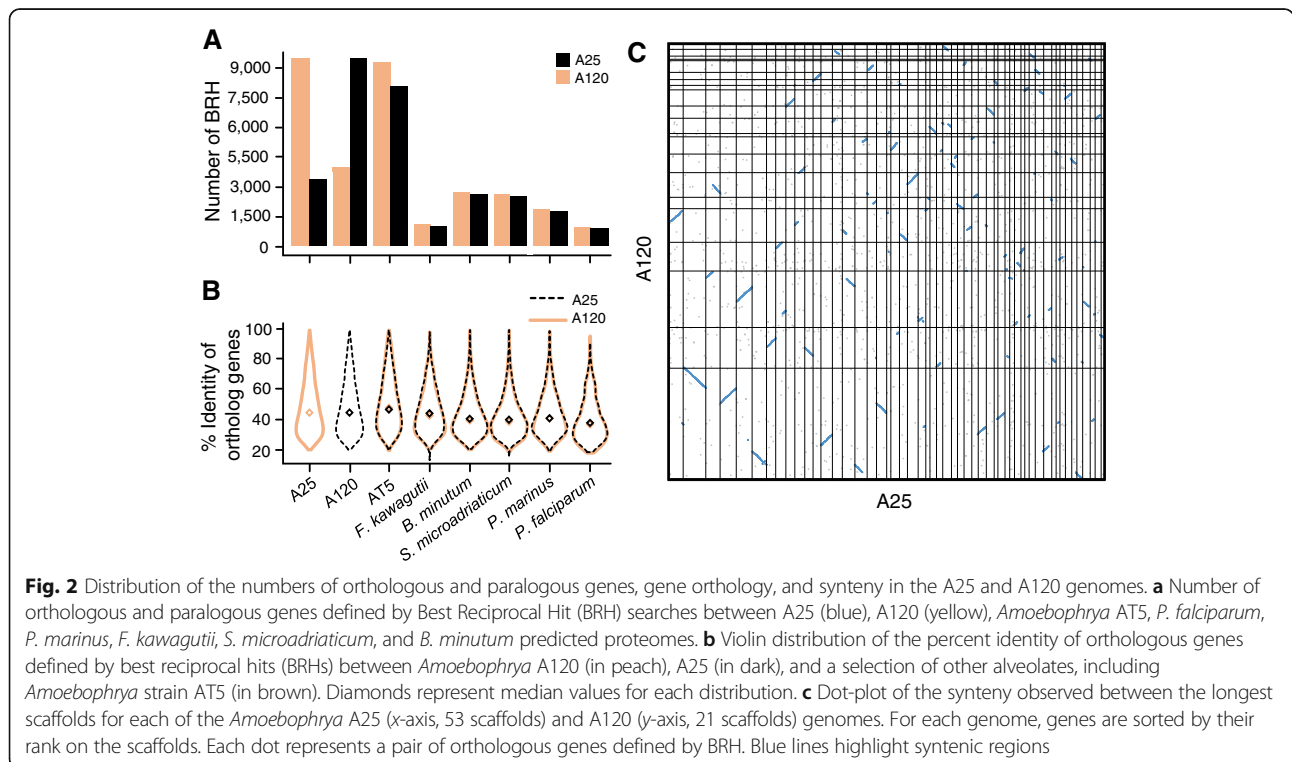 A
Number of BRH
9,000
7,500
6,000
5,500
3,000
1,500
0
A25
A120
B
% Identity of
ortholog genes
100
80
60
40
20
A25
A120
A25
A120
AT5
F. kawagutii
B. minutum
S. microadriaticum
P. marinus
P. falciparum
C
A120
A25
Fig. 2 Distribution of the numbers of orthologous and paralogous genes, gene orthology, and synteny in the A25 and A120 genomes. a Number of
orthologous and paralogous genes defined by Best Reciprocal Hit (BRH) searches between A25 (blue), A120 (yellow), Amoebophrya AT5, P. falciparum,
P. marinus, F. kawagutii, S. microadriaticum, and B. minutum predicted proteomes. b Violin distribution of the percent identity of orthologous genes
defined by best reciprocal hits (BRHs) between Amoebophrya A120 (in peach), A25 (in dark), and a selection of other alveolates, including
Amoebophrya strain AT5 (in brown). Diamonds represent median values for each distribution. c Dot-plot of the synteny observed between the longest
scaffolds for each of the Amoebophrya A25 (x-axis, 53 scaffolds) and A120 (y-axis, 21 scaffolds) genomes. For each genome, genes are sorted by their
rank on the scaffolds. Each dot represents a pair of orthologous genes defined by BRH. Blue lines highlight syntenic regions